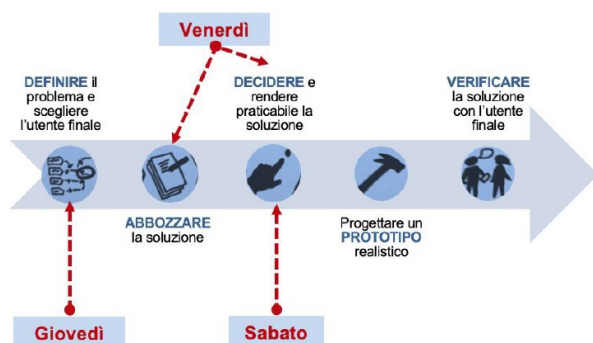 Venerdì
DEFINIRE il
problema e
scegliere
l'utente finale
DECIDERE e
rendere
praticabile la
soluzione
VERIFICARE
la soluzione
con l'utente
finale
ABBOZZARE
la soluzione
Progettare un
PROTOTIPO
realistico
Giovedì
Sabato